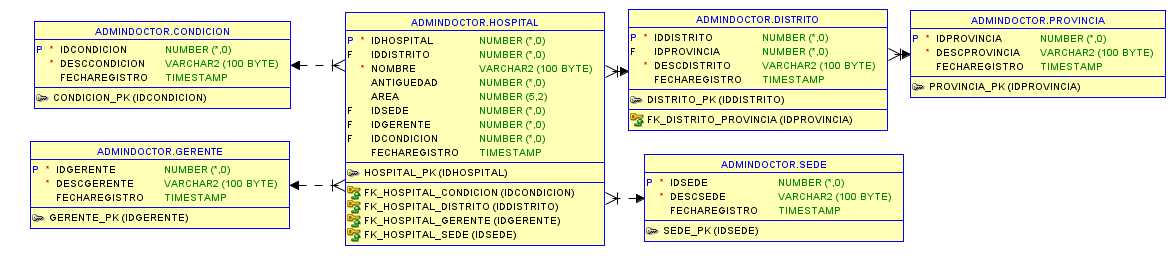 ADMINDOCTOR.CONDICION
P * IDCONDICION NUMBER (*,0)
* DESCCONDICION VARCHAR2 (100 BYTE)
FECHAREGISTRO TIMESTAMP
CONDICION_PK (IDCONDICION)
ADMINDOCTOR.GERENTE
P * IDGERENTE NUMBER (*,0)
* DESCGERENTE VARCHAR2 (100 BYTE)
FECHAREGISTRO TIMESTAMP
GERENTE_PK (IDGERENTE)
ADMINDOCTOR.HOSPITAL
P * IDHOSPITAL NUMBER (*,0)
F IDDISTRITO NUMBER (*,0)
* NOMBRE VARCHAR2 (100 BYTE)
ANTIGUEDAD NUMBER (*,0)
AREA NUMBER (5,2)
F IDSEDE NUMBER (*,0)
F IDGERENTE NUMBER (*,0)
F IDCONDICION NUMBER (*,0)
FECHAREGISTRO TIMESTAMP
HOSPITAL_PK (IDHOSPITAL)
FK_HOSPITAL_CONDICION (IDCONDICION)
FK_HOSPITAL_DISTRITO (IDDISTRITO)
FK_HOSPITAL_GERENTE (IDGERENTE)
FK_HOSPITAL_SEDE (IDSEDE)
ADMINDOCTOR.DISTRITO
P * IDDISTRITO NUMBER (*,0)
F IDPROVINCIA NUMBER (*,0)
* DESCDISTRITO VARCHAR2 (100 BYTE)
FECHAREGISTRO TIMESTAMP
DISTRITO_PK (IDDISTRITO)
FK_DISTRITO_PROVINCIA (IDPROVINCIA)
ADMINDOCTOR.SEDE
P * IDSEDE NUMBER (*,0)
* DESCSEDE VARCHAR2 (100 BYTE)
FECHAREGISTRO TIMESTAMP
SEDE_PK (IDSEDE)
ADMINDOCTOR.PROVINCIA
P * IDPROVINCIA NUMBER (*,0)
* DESCPROVINCIA VARCHAR2 (100 BYTE)
FECHAREGISTRO TIMESTAMP
PROVINCIA_PK (IDPROVINCIA)